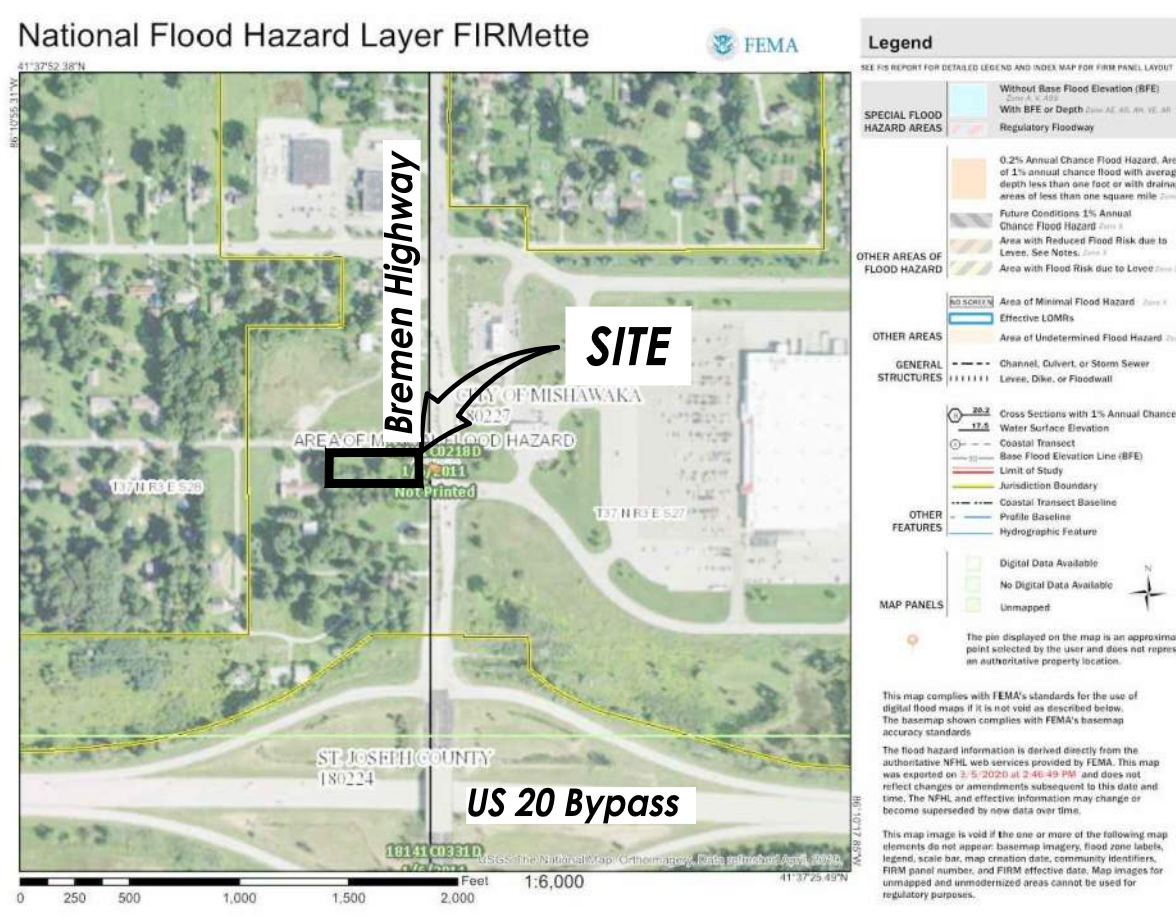 National Flood Hazard Layer FIRMette
FEMA
41°37'52.38"N
86°10'55.31"W
Bremen Highway
SITE
CITY OF MISHAWAKA
180227
AREA OF FLOOD HAZARD
C0218D
2011
Not Printed
T37 N R3 E S28
T37 N R3 E S27
ST. JOSEPH COUNTY
180224
US 20 Bypass
18141C0331D
USGS The National Map: Orthoimagery. Data refreshed April, 2019.
86°10'17.85"W
41°37'25.49"N
Feet
1:6,000
0 250 500 1,000 1,500 2,000
Legend
SEE FIS REPORT FOR DETAILED LEGEND AND INDEX MAP FOR FIRM PANEL LAYOUT
SPECIAL FLOOD
HAZARD AREAS
Without Base Flood Elevation (BFE)
Zone A, V, A99
With BFE or Depth Zone AE, AO, AH, VE, AR
Regulatory Floodway
OTHER AREAS OF
FLOOD HAZARD
0.2% Annual Chance Flood Hazard, Are
of 1% annual chance flood with averag
depth less than one foot or with draina
areas of less than one square mile Zone
Future Conditions 1% Annual
Chance Flood Hazard Zone X
Area with Reduced Flood Risk due to
Levee. See Notes. Zone X
Area with Flood Risk due to Levee Zone
OTHER AREAS
NO SCREEN Area of Minimal Flood Hazard Zone X
Effective LOMRs
Area of Undetermined Flood Hazard
GENERAL
STRUCTURES
Channel, Culvert, or Storm Sewer
Levee, Dike, or Floodwall
OTHER
FEATURES
20.2 Cross Sections with 1% Annual Chance
17.5 Water Surface Elevation
Coastal Transect
Base Flood Elevation Line (BFE)
Limit of Study
Jurisdiction Boundary
Coastal Transect Baseline
Profile Baseline
Hydrographic Feature
MAP PANELS
Digital Data Available
No Digital Data Available
Unmapped
N
The pin displayed on the map is an approxima
point selected by the user and does not repres
an authoritative property location.
This map complies with FEMA's standards for the use of
digital flood maps if it is not void as described below.
The basemap shown complies with FEMA's basemap
accuracy standards
The flood hazard information is derived directly from the
authoritative NFHL web services provided by FEMA. This map
was exported on 3/5/2020 at 2:46:49 PM and does not
reflect changes or amendments subsequent to this date and
time. The NFHL and effective information may change or
become superseded by new data over time.
This map image is void if the one or more of the following map
elements do not appear: basemap imagery, flood zone labels,
legend, scale bar, map creation date, community identifiers,
FIRM panel number, and FIRM effective date. Map images for
unmapped and unmodernized areas cannot be used for
regulatory purposes.